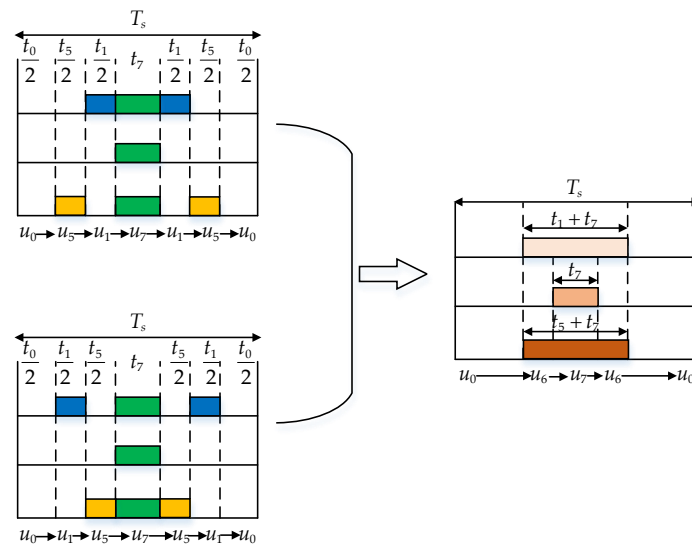 T_s
t_0/2 t_5/2 t_1/2 t_7 t_1/2 t_5/2 t_0/2
u_0→u_5→u_1→u_7→u_1→u_5→u_0
T_s
t_0/2 t_1/2 t_5/2 t_7 t_5/2 t_1/2 t_0/2
u_0→u_1→u_5→u_7→u_5→u_1→u_0
T_s
t_1 + t_7
t_7
t_5 + t_7
u_0→u_6→u_7→u_6→u_0